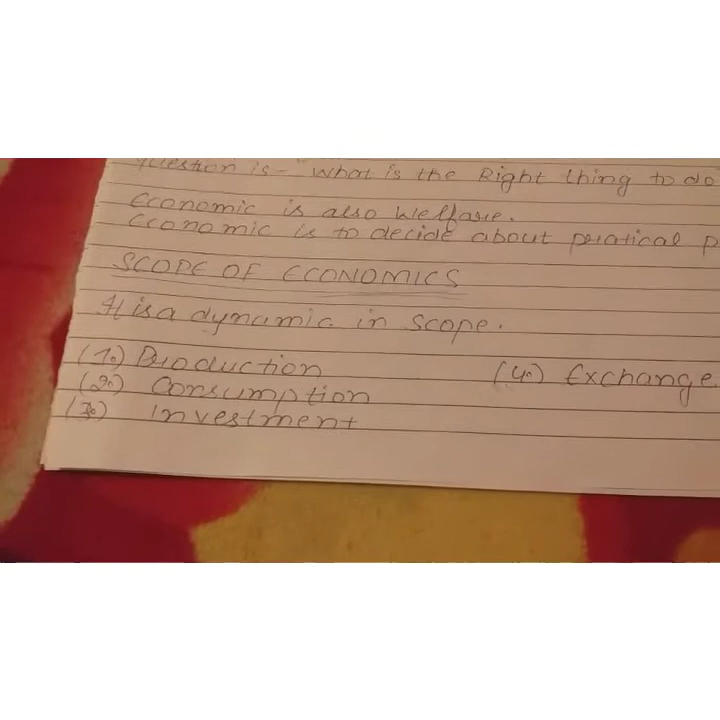 question is - "What is the Right thing to do
Economic is also Welfare.
Economic is to decide about pratical
SCOPE OF ECONOMICS
It is a dynamic in scope.
(1.) Production (4.) Exchange
(2.) Consumption
(3.) investment